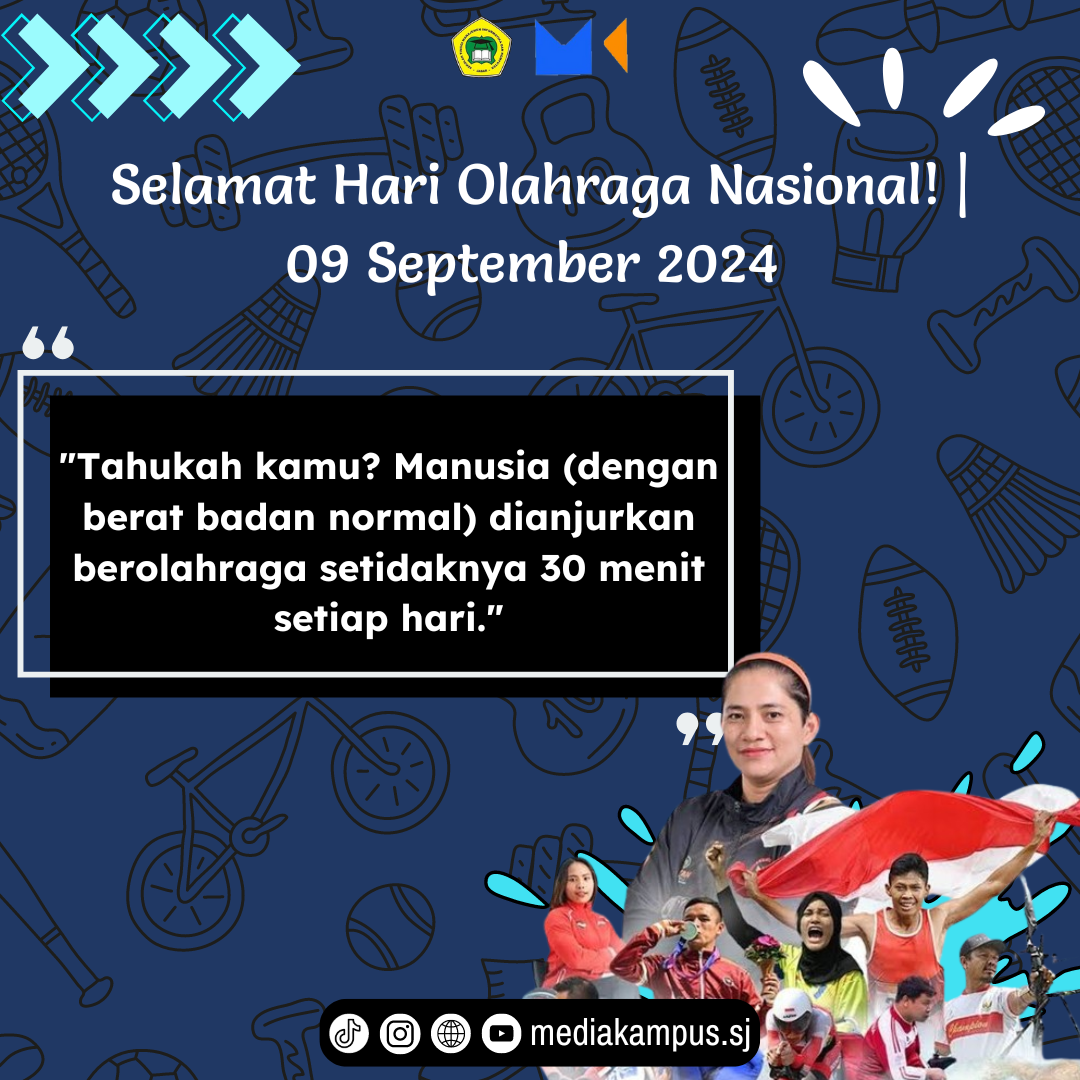 Selamat Hari Olahraga Nasional! |
09 September 2024
"Tahukah kamu? Manusia (dengan
berat badan normal) dianjurkan
berolahraga setidaknya 30 menit
setiap hari."
mediakampus.sj